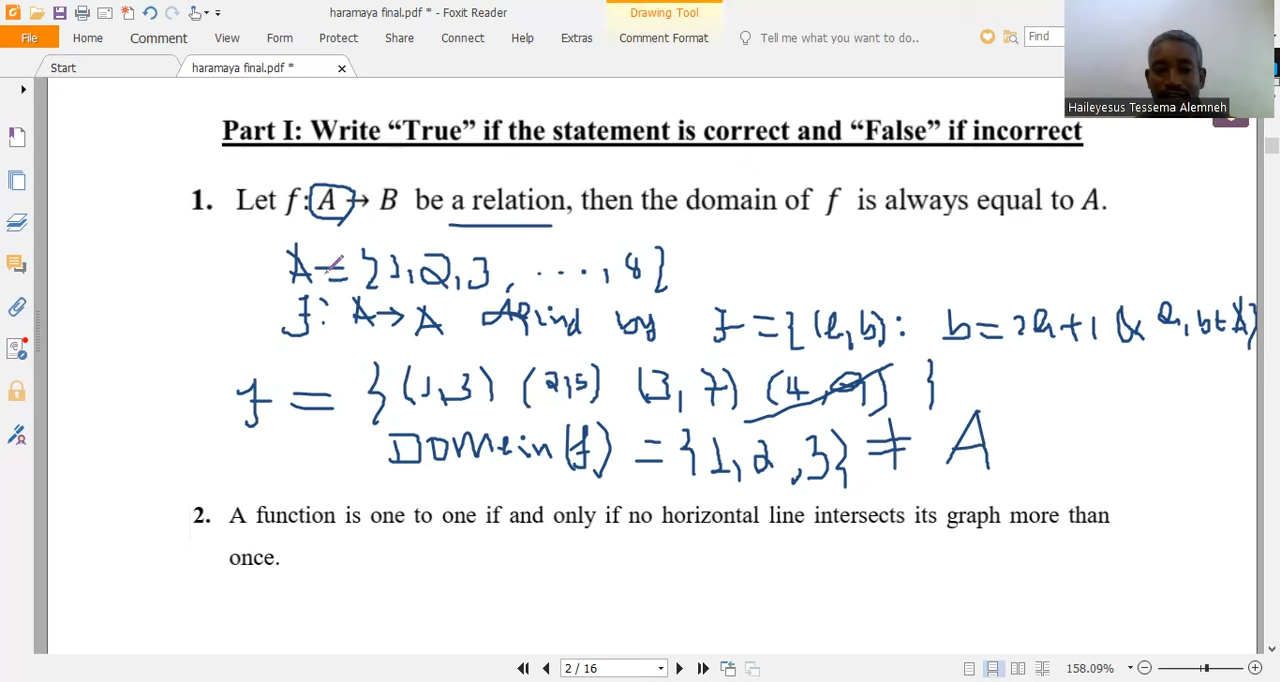 haramaya final.pdf * - Foxit Reader
Drawing Tool
File Home Comment View Form Protect Share Connect Help Extras Comment Format Tell me what you want to do.. Find
Start haramaya final.pdf *
Haileyesus Tessema Alemneh
Part I: Write “True” if the statement is correct and “False” if incorrect
1. Let f: A → B be a relation, then the domain of f is always equal to A.
A = {1, 2, 3, ..., 8}
f: A → A defind by f = {(a, b): b = 2a + 1 & a, b ∈ A}
f = {(1, 3) (2, 5) (3, 7) (4, 9)}
Domain(f) = {1, 2, 3} ≠ A
2. A function is one to one if and only if no horizontal line intersects its graph more than
once.
2 / 16
158.09%